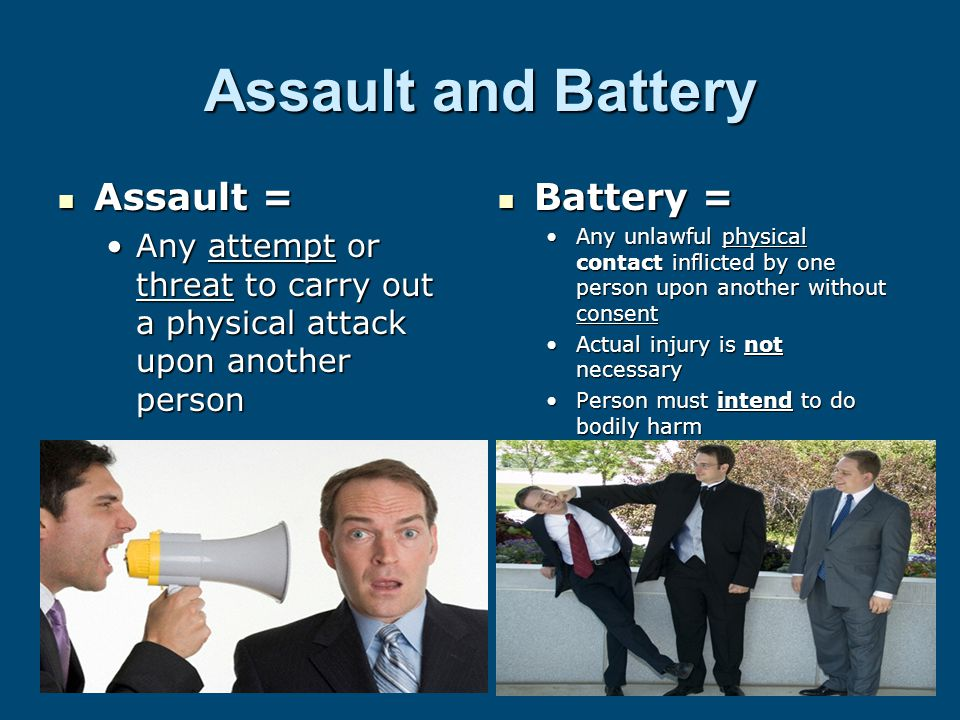 Assault and Battery
Assault =
Any attempt or
threat to carry out
a physical attack
upon another
person
Battery =
Any unlawful physical
contact inflicted by one
person upon another without
consent
Actual injury is not
necessary
Person must intend to do
bodily harm